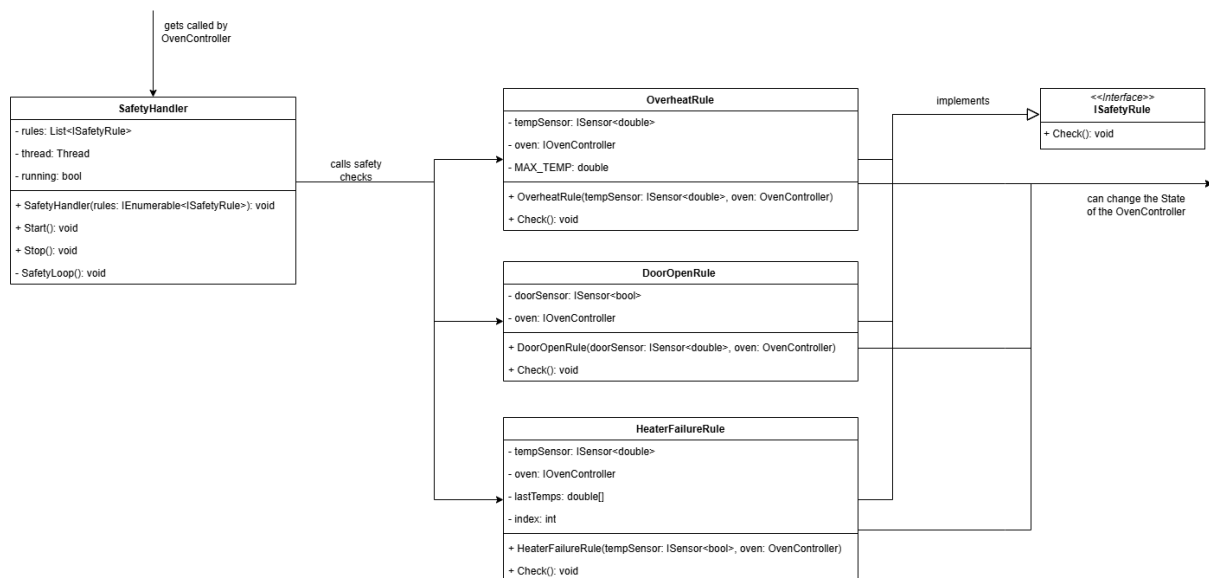 gets called by
OvenController
SafetyHandler
- rules: List<ISafetyRule>
- thread: Thread
- running: bool
+ SafetyHandler(rules: IEnumerable<ISafetyRule>): void
+ Start(): void
+ Stop(): void
- SafetyLoop(): void
calls safety
checks
OverheatRule
- tempSensor: ISensor<double>
- oven: IOvenController
- MAX_TEMP: double
+ OverheatRule(tempSensor: ISensor<double>, oven: OvenController)
+ Check(): void
DoorOpenRule
- doorSensor: ISensor<bool>
- oven: IOvenController
+ DoorOpenRule(doorSensor: ISensor<double>, oven: OvenController)
+ Check(): void
HeaterFailureRule
- tempSensor: ISensor<double>
- oven: IOvenController
- lastTemps: double[]
- index: int
+ HeaterFailureRule(tempSensor: ISensor<bool>, oven: OvenController)
+ Check(): void
implements
<<Interface>>
ISafetyRule
+ Check(): void
can change the State
of the OvenController